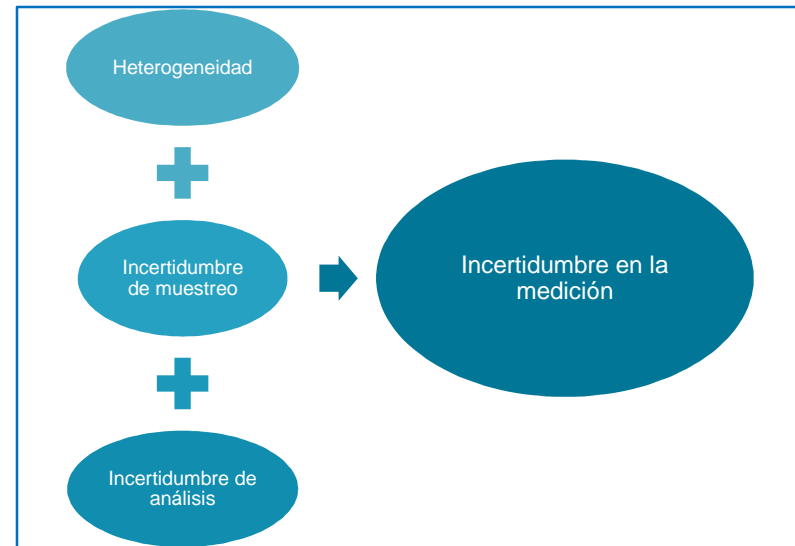 Heterogeneidad
Incertidumbre
de muestreo
Incertidumbre de
análisis
Incertidumbre en la
medición